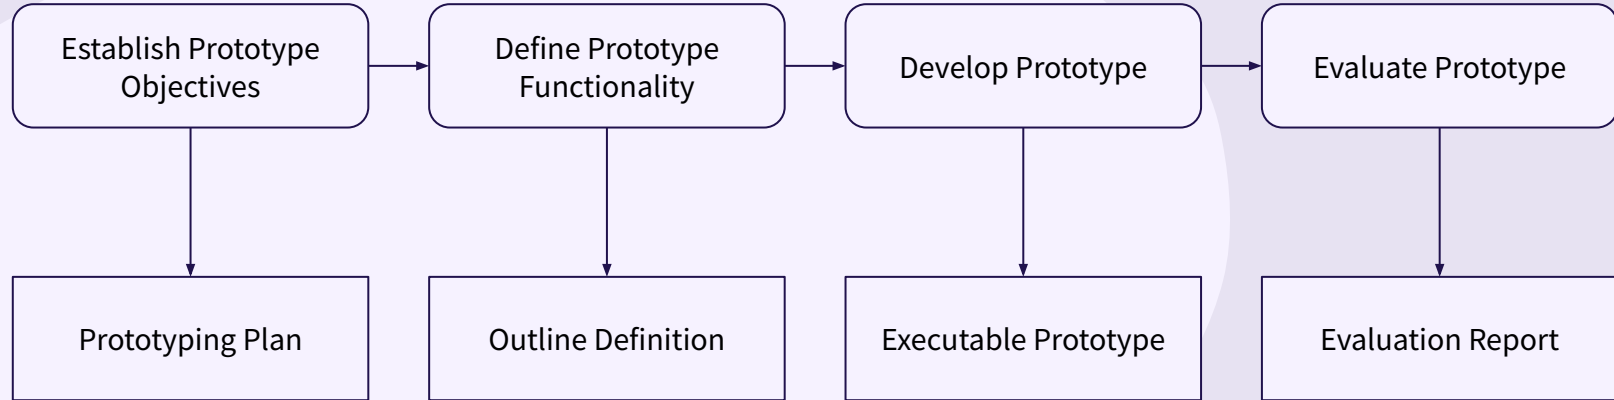 Establish Prototype
Objectives
Define Prototype
Functionality
Develop Prototype
Evaluate Prototype
Prototyping Plan
Outline Definition
Executable Prototype
Evaluation Report